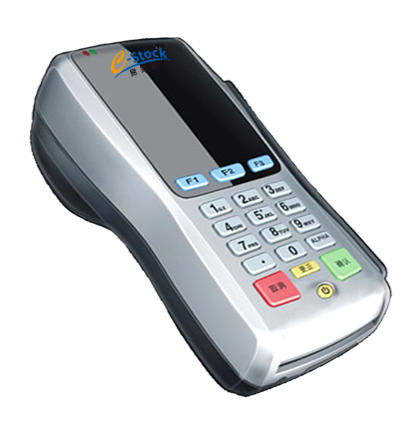 e-Stock
F1 F2 F3
1 2ABC 3DEF
4GHI 5JKL 6MNO
7PRS 8TUV 9WXY
. 0 ALPHA
取消 更正 确认